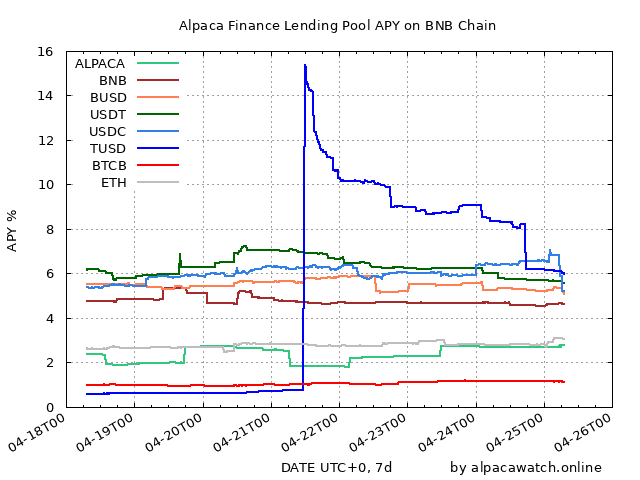 Alpaca Finance Lending Pool APY on BNB Chain
16
14
12
10
8
6
4
2
0
APY %
ALPACA
BNB
BUSD
USDT
USDC
TUSD
BTCB
ETH
04-18T00
04-19T00
04-20T00
04-21T00
04-22T00
04-23T00
04-24T00
04-25T00
04-26T00
DATE UTC+0, 7d
by alpacawatch.online